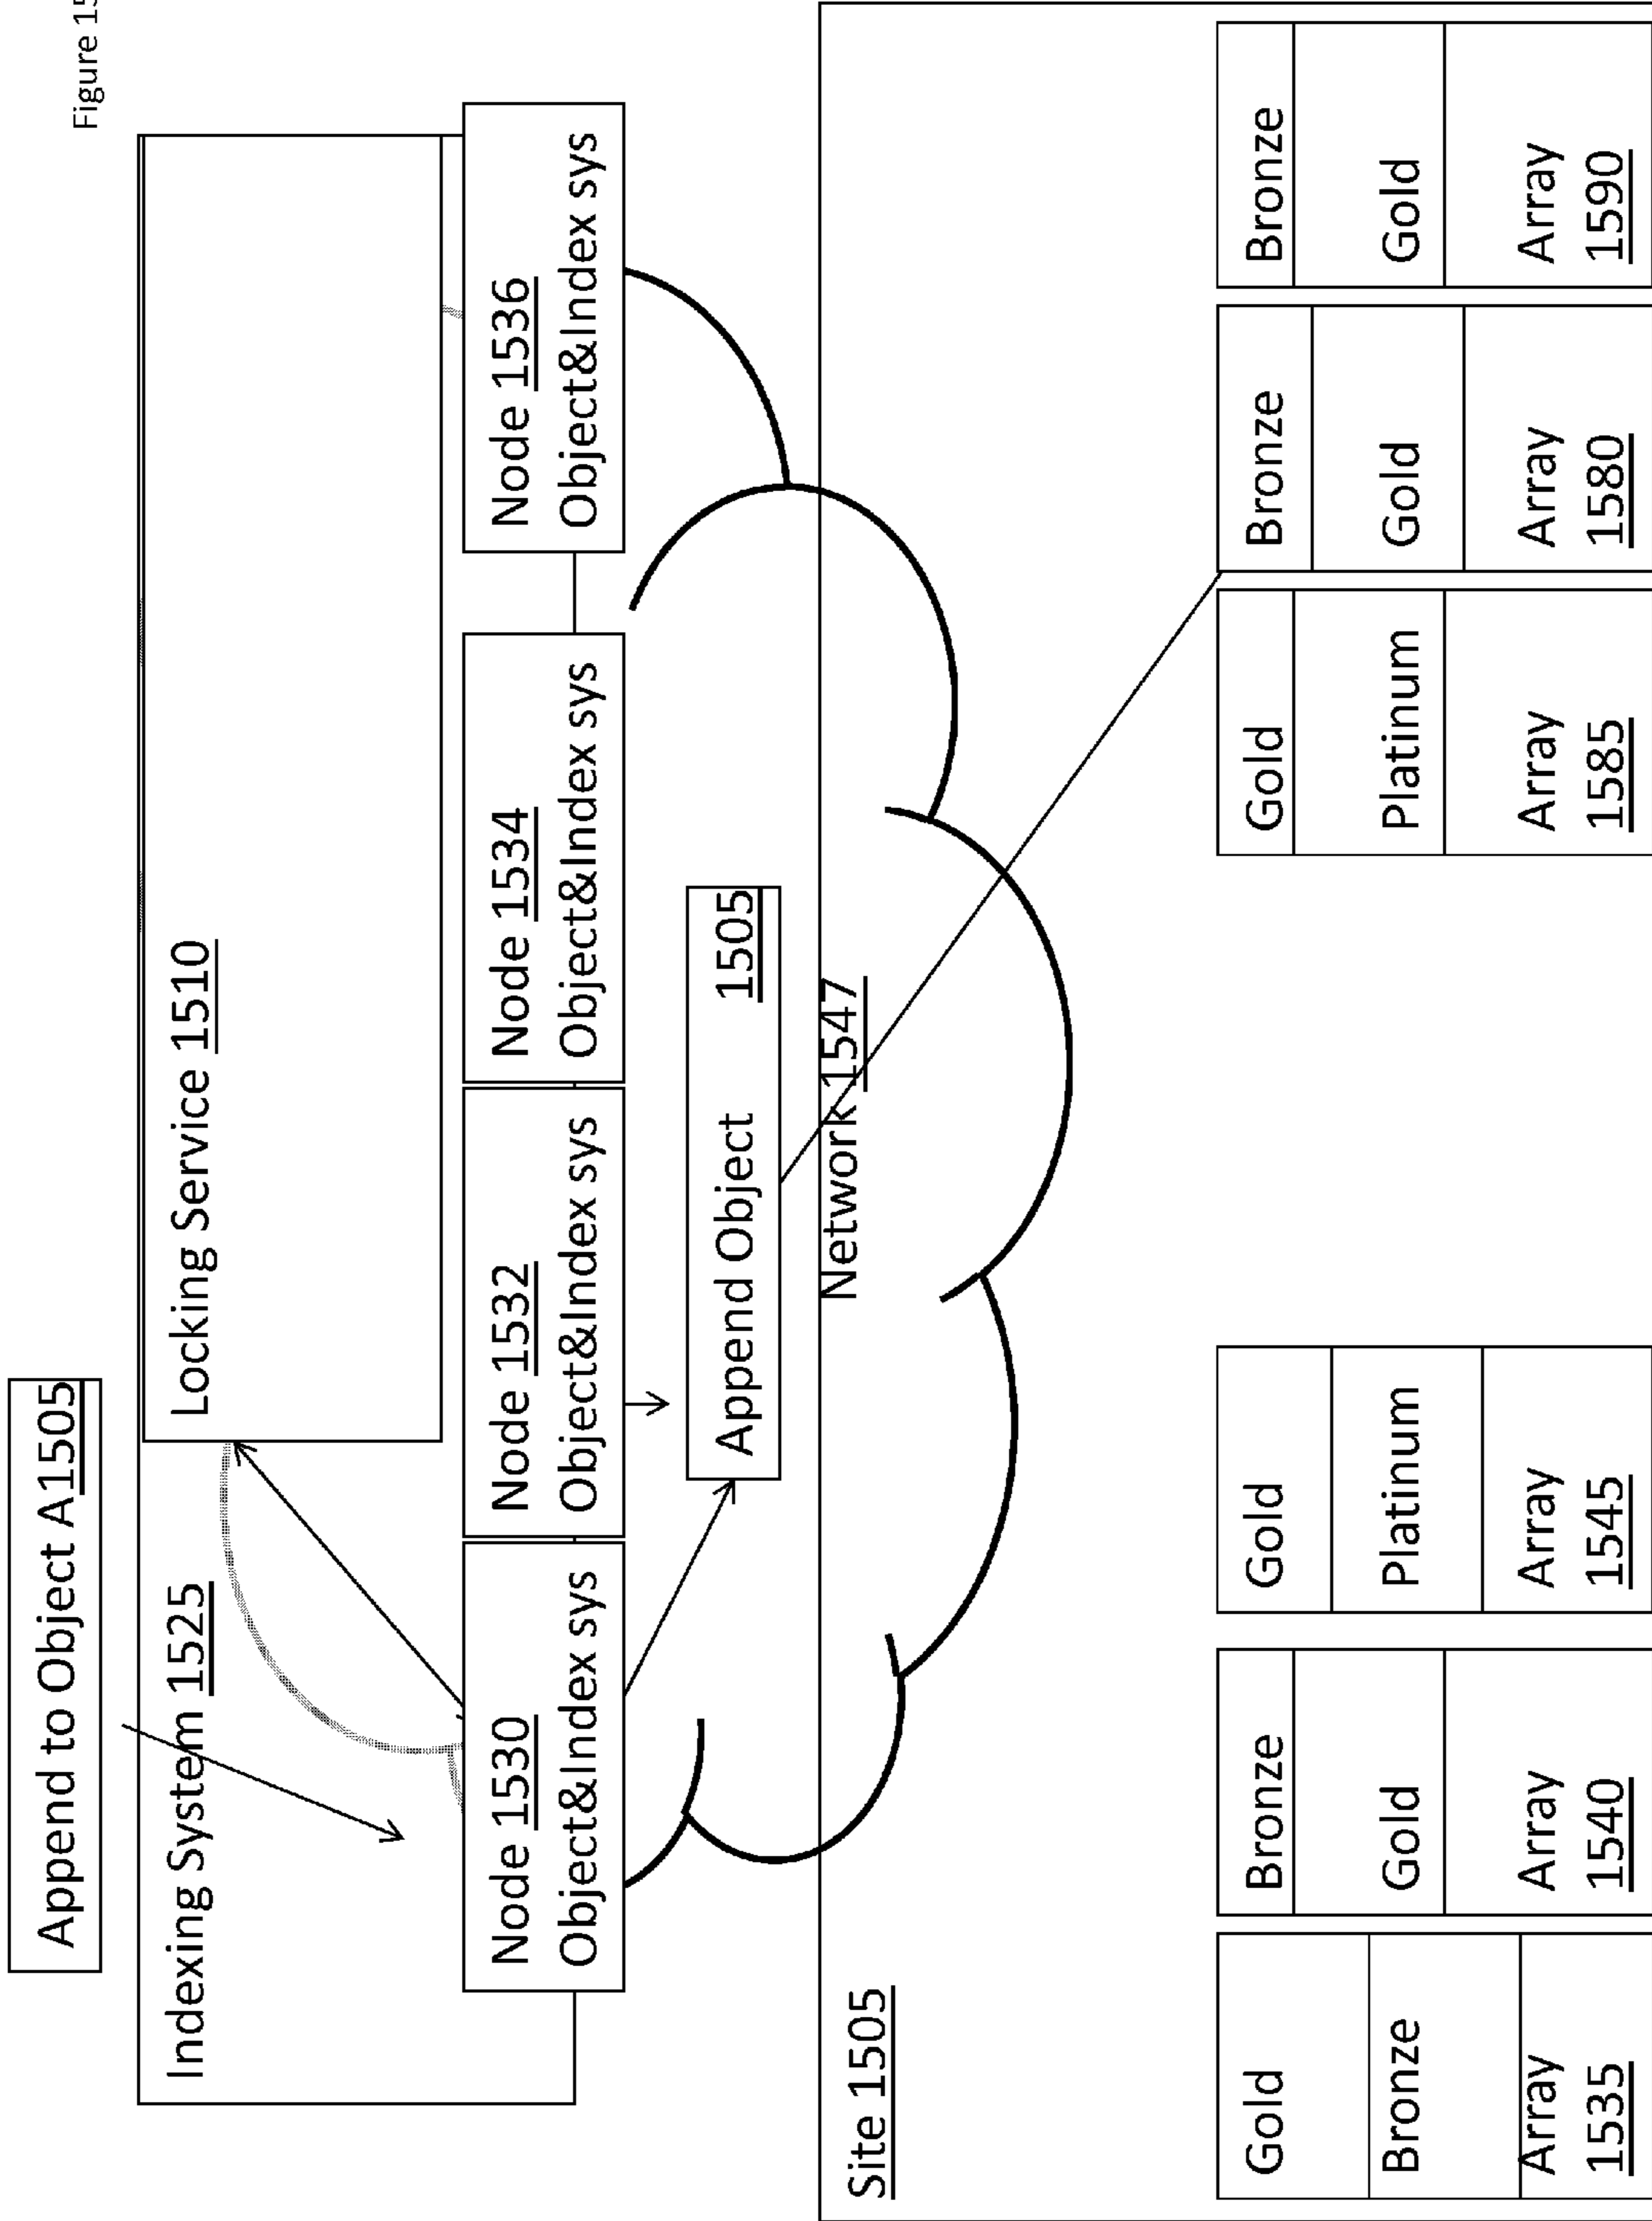 Figure 15
Append to Object A1505
Indexing System 1525
Locking Service 1510
Node 1530
Object&Index sys
Node 1532
Object&Index sys
Node 1534
Object&Index sys
Node 1536
Object&Index sys
Append Object 1505
Network 1547
Site 1505
Gold
Bronze
Array
1535
Bronze
Gold
Array
1540
Gold
Platinum
Array
1545
Gold
Platinum
Array
1585
Bronze
Gold
Array
1580
Bronze
Gold
Array
1590